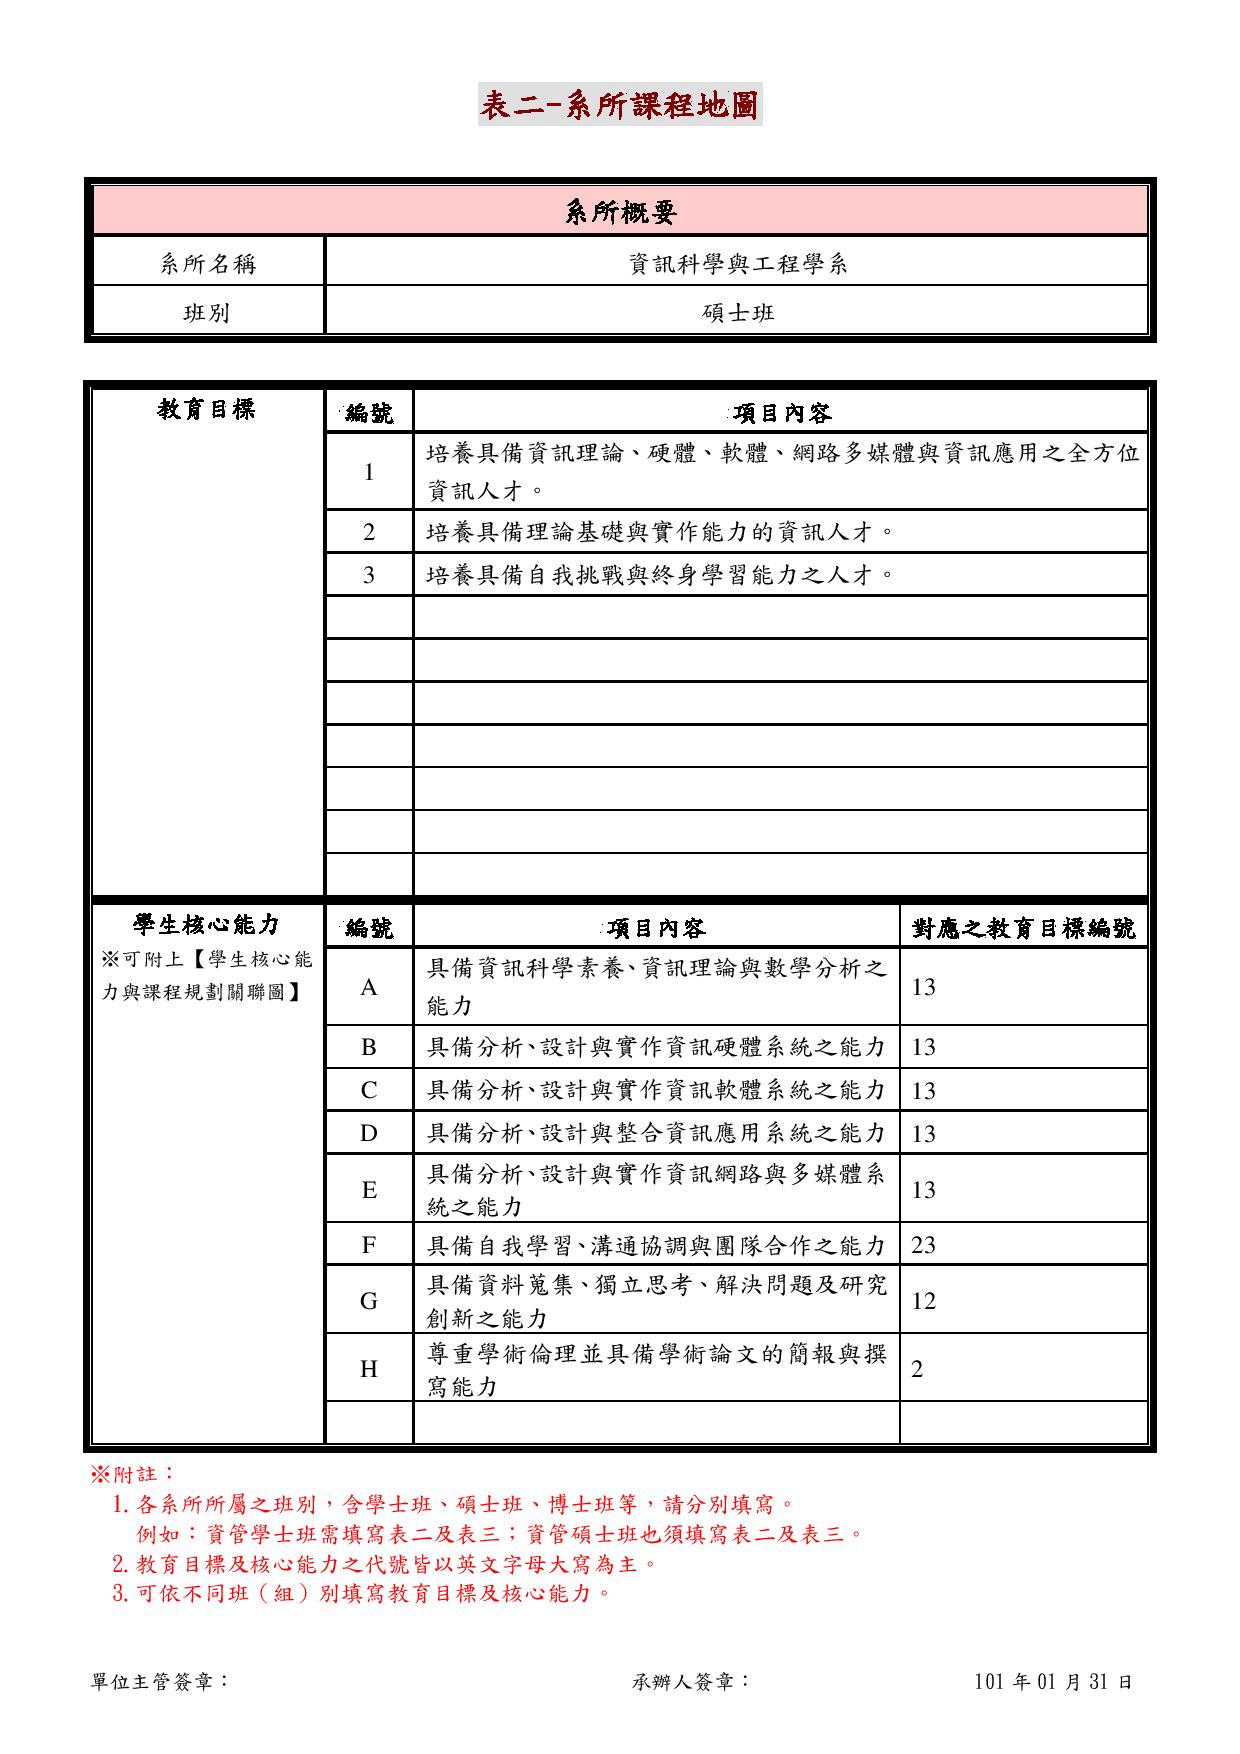 表二-系所課程地圖
系所概要
系所名稱 資訊科學與工程學系
班別 碩士班
教育目標 編號 項目內容
1 培養具備資訊理論、硬體、軟體、網路多媒體與資訊應用之全方位
資訊人才。
2 培養具備理論基礎與實作能力的資訊人才。
3 培養具備自我挑戰與終身學習能力之人才。
學生核心能力 編號 項目內容 對應之教育目標編號
※可附上【學生核心能
力與課程規劃關聯圖】
A 具備資訊科學素養、資訊理論與數學分析之
能力 13
B 具備分析、設計與實作資訊硬體系統之能力 13
C 具備分析、設計與實作資訊軟體系統之能力 13
D 具備分析、設計與整合資訊應用系統之能力 13
E 具備分析、設計與實作資訊網路與多媒體系
統之能力 13
F 具備自我學習、溝通協調與團隊合作之能力 23
G 具備資料蒐集、獨立思考、解決問題及研究
創新之能力 12
H 尊重學術倫理並具備學術論文的簡報與撰
寫能力 2
※附註：
1. 各系所所屬之班別，含學士班、碩士班、博士班等，請分別填寫。
例如：資管學士班需填寫表二及表三；資管碩士班也須填寫表二及表三。
2. 教育目標及核心能力之代號皆以英文字母大寫為主。
3. 可依不同班（組）別填寫教育目標及核心能力。
單位主管簽章： 承辦人簽章： 101 年 01 月 31 日